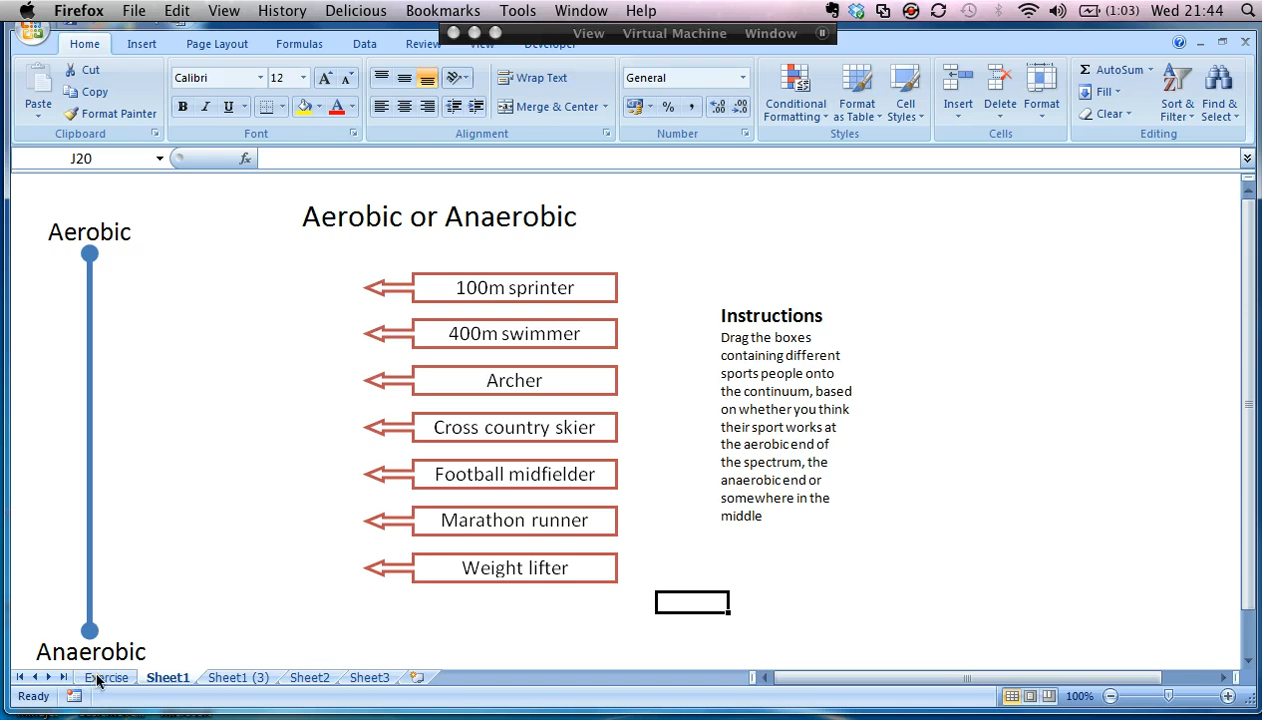 Firefox File Edit View History Delicious Bookmarks Tools Window Help (1:03) Wed 21:44
View Virtual Machine Window
Home Insert Page Layout Formulas Data Review Developer
Paste Cut Copy Format Painter Clipboard
Calibri 12 B I U A Font
Wrap Text Merge & Center Alignment
General % , Number
Conditional Formatting Format as Table Cell Styles Styles
Insert Delete Format Cells
Σ AutoSum Fill Clear Sort & Filter Find & Select Editing
J20 fx
Aerobic or Anaerobic
Aerobic
100m sprinter
400m swimmer
Archer
Cross country skier
Football midfielder
Marathon runner
Weight lifter
Anaerobic
Instructions
Drag the boxes
containing different
sports people onto
the continuum, based
on whether you think
their sport works at
the aerobic end of
the spectrum, the
anaerobic end or
somewhere in the
middle
Exercise Sheet1 Sheet1 (3) Sheet2 Sheet3
Ready 100%